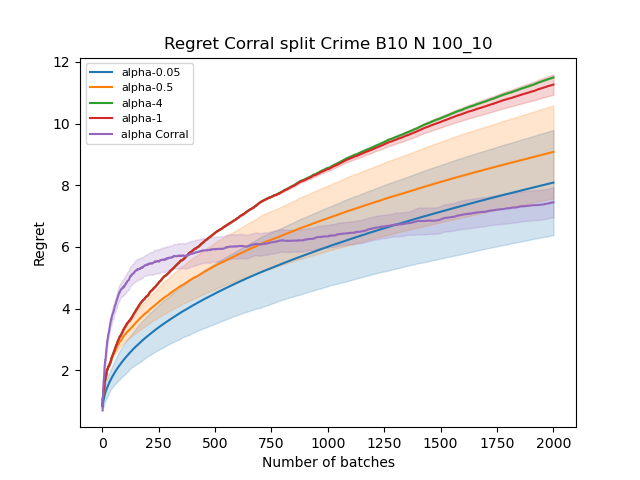 Regret Corral split Crime B10 N 100_10
12
10
8
6
4
2
Regret
alpha-0.05
alpha-0.5
alpha-4
alpha-1
alpha Corral
0 250 500 750 1000 1250 1500 1750 2000
Number of batches